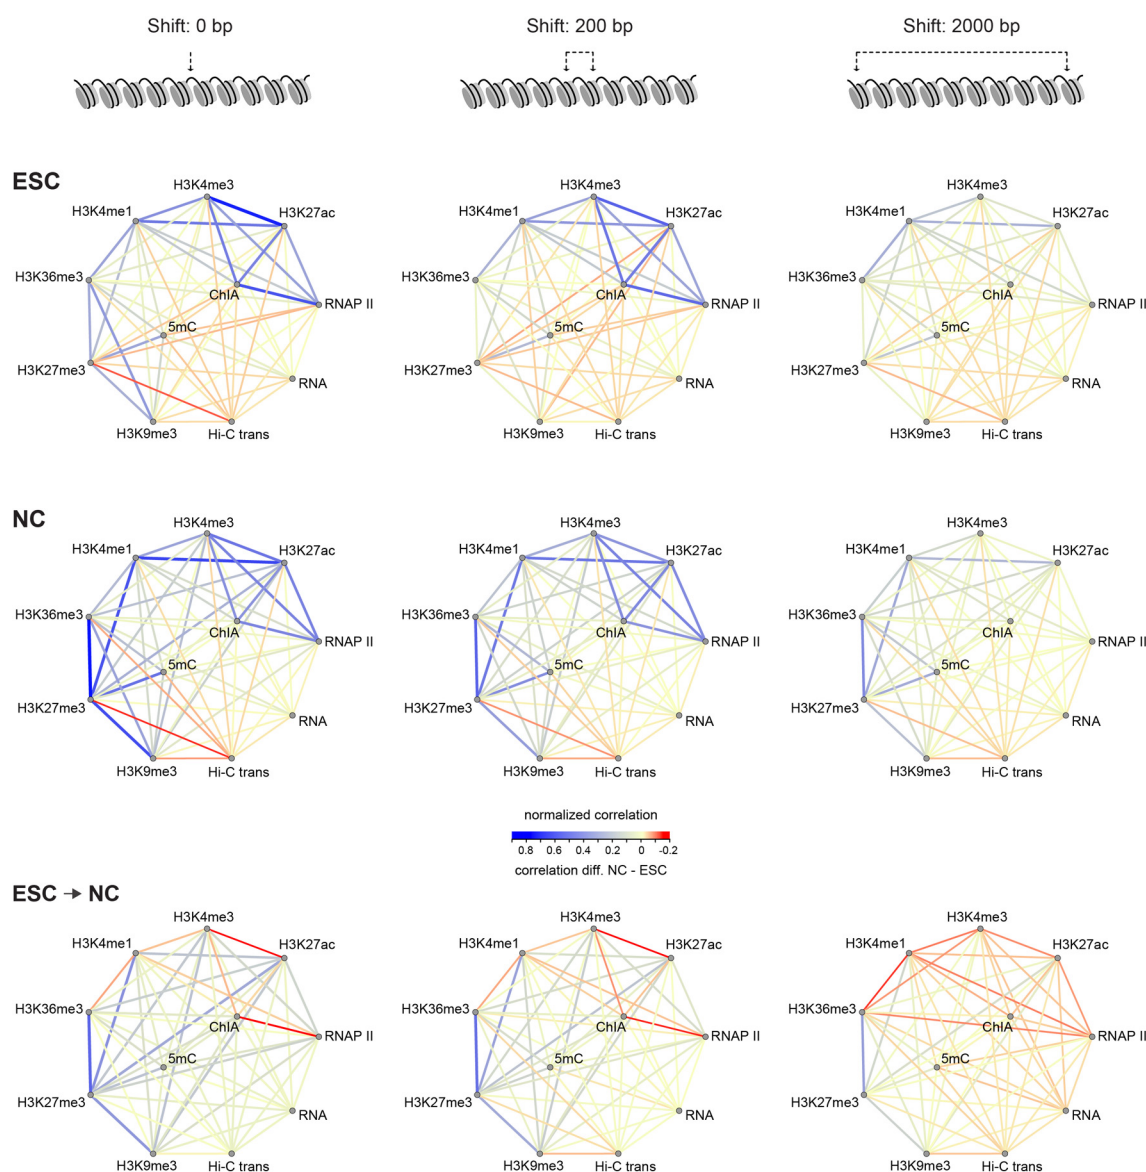 Shift: 0 bp
Shift: 200 bp
Shift: 2000 bp
ESC
H3K4me3
H3K4me1
H3K27ac
H3K36me3
ChIA
RNAP II
5mC
H3K27me3
RNA
H3K9me3
Hi-C trans
H3K4me3
H3K4me1
H3K27ac
H3K36me3
ChIA
RNAP II
5mC
H3K27me3
RNA
H3K9me3
Hi-C trans
H3K4me3
H3K4me1
H3K27ac
H3K36me3
ChIA
RNAP II
5mC
H3K27me3
RNA
H3K9me3
Hi-C trans
NC
H3K4me3
H3K4me1
H3K27ac
H3K36me3
ChIA
RNAP II
5mC
H3K27me3
RNA
H3K9me3
Hi-C trans
H3K4me3
H3K4me1
H3K27ac
H3K36me3
ChIA
RNAP II
5mC
H3K27me3
RNA
H3K9me3
Hi-C trans
H3K4me3
H3K4me1
H3K27ac
H3K36me3
ChIA
RNAP II
5mC
H3K27me3
RNA
H3K9me3
Hi-C trans
normalized correlation
0.8 0.6 0.4 0.2 0 -0.2
correlation diff. NC - ESC
ESC → NC
H3K4me3
H3K4me1
H3K27ac
H3K36me3
ChIA
RNAP II
5mC
H3K27me3
RNA
H3K9me3
Hi-C trans
H3K4me3
H3K4me1
H3K27ac
H3K36me3
ChIA
RNAP II
5mC
H3K27me3
RNA
H3K9me3
Hi-C trans
H3K4me3
H3K4me1
H3K27ac
H3K36me3
ChIA
RNAP II
5mC
H3K27me3
RNA
H3K9me3
Hi-C trans